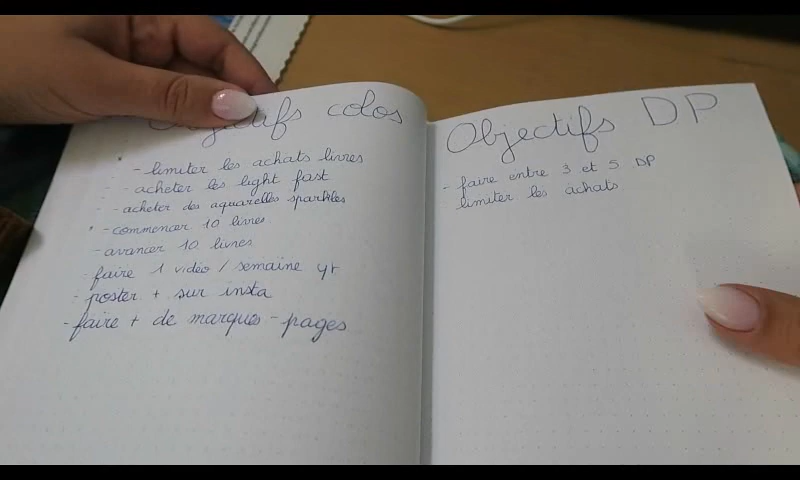 Objectifs colos
- limiter les achats livres
- acheter les light fast
- acheter des aquarelles sparkles
- commencer 10 livres
- avancer 10 livres
- faire 1 vidéo / semaine yt
- poster + sur insta
- faire + de marques-pages
Objectifs DP
- faire entre 3 et 5 DP
- limiter les achats